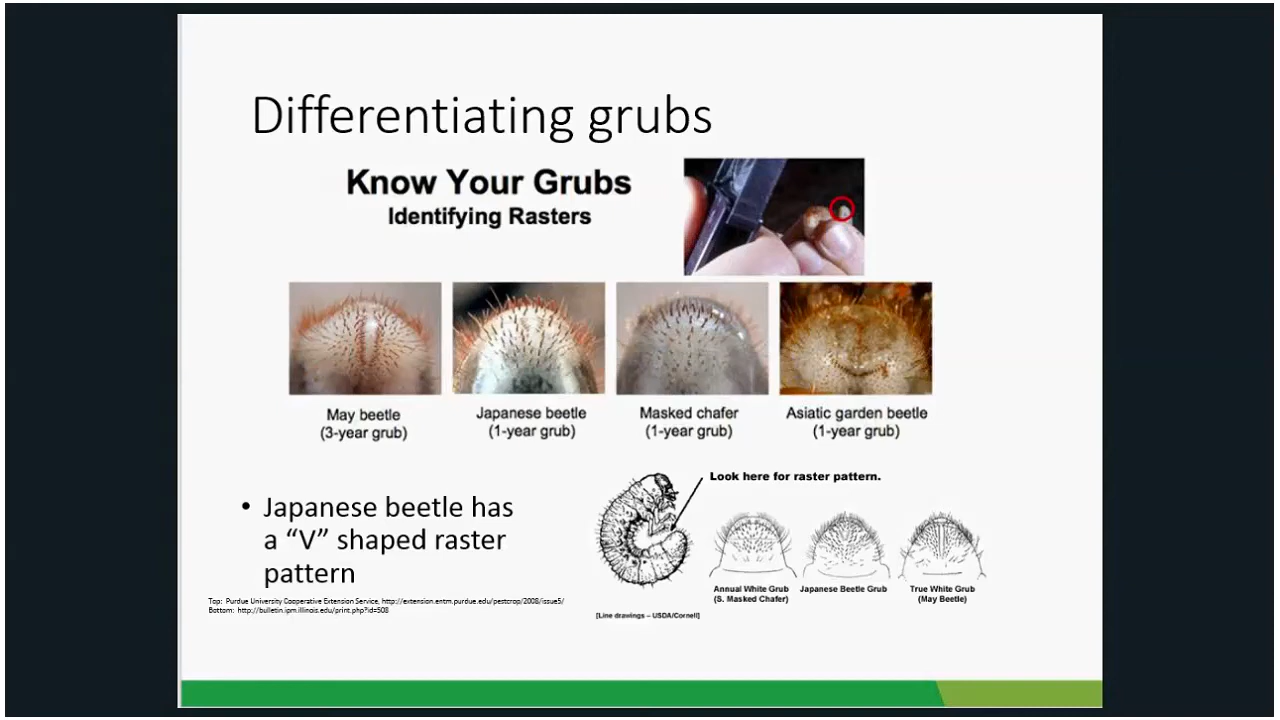 Differentiating grubs
Know Your Grubs
Identifying Rasters
May beetle
(3-year grub)
Japanese beetle
(1-year grub)
Masked chafer
(1-year grub)
Asiatic garden beetle
(1-year grub)
• Japanese beetle has
a “V” shaped raster
pattern
Look here for raster pattern.
Annual White Grub
(S. Masked Chafer)
Japanese Beetle Grub
True White Grub
(May Beetle)
Top: Purdue University Cooperative Extension Service, http://extension.entm.purdue.edu/pestcrop/2008/issue5/
Bottom: http://bulletin.ipm.illinois.edu/print.php?id=508
[Line drawings – USDA/Cornell]